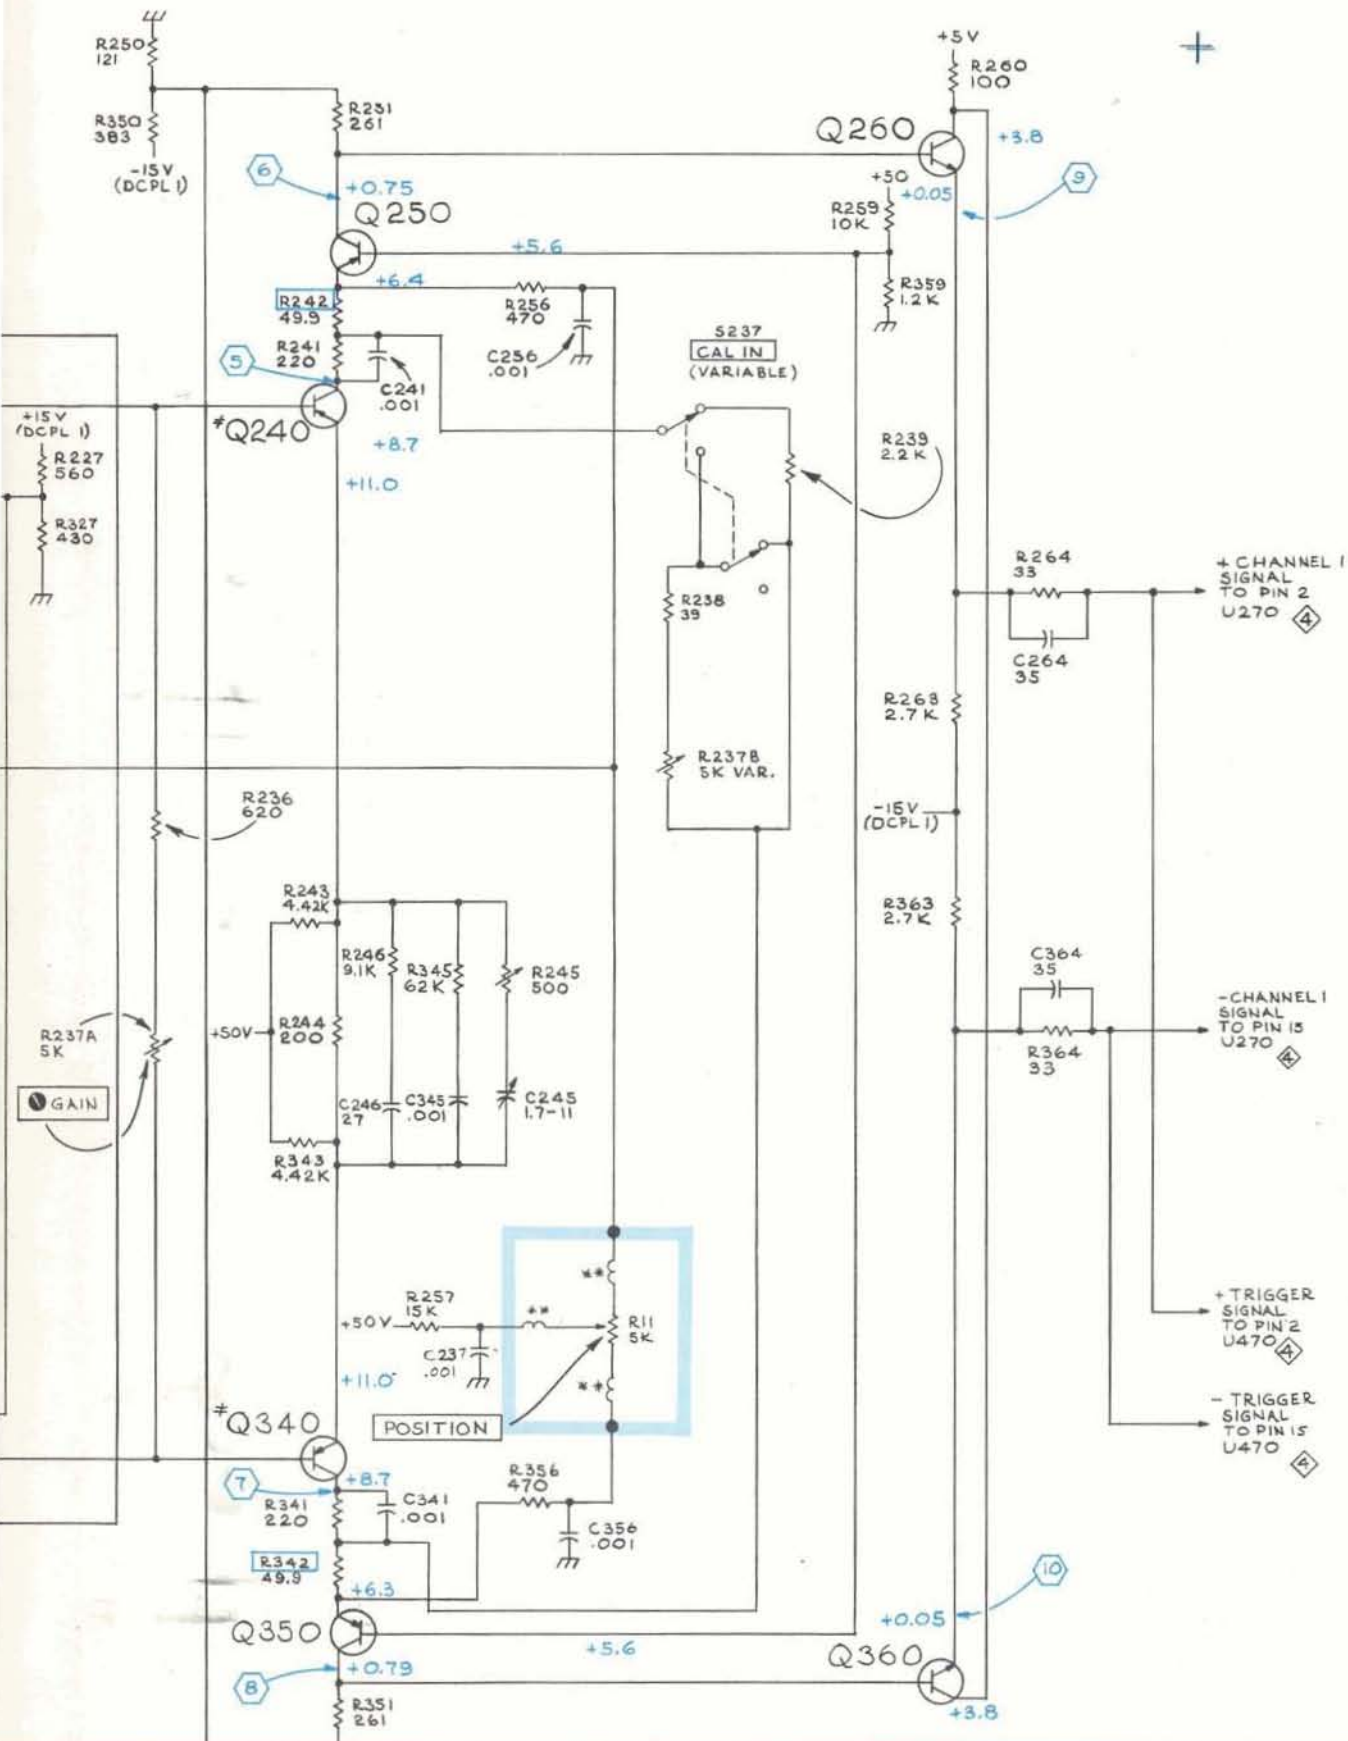 R250
121
R350
383
-15V
(DCPL 1)
R231
261
6
+0.75
Q250
+5.6
+6.4
R242
49.9
R241
220
5
C241
.001
R256
470
C256
.001
#Q240
+8.7
+11.0
+15V
(DCPL 1)
R227
560
R327
430
+5V
R260
100
Q260
+3.8
+50
+0.05
9
R259
10K
R359
1.2K
S237
CAL IN
(VARIABLE)
R239
2.2K
R238
39
R237B
5K VAR.
R264
33
C264
35
+ CHANNEL 1
SIGNAL
TO PIN 2
U270 4
R263
2.7K
-15V
(DCPL 1)
R363
2.7K
R236
620
R243
4.42K
R246
9.1K
R345
62K
R245
500
R237A
5K
+50V
R244
200
GAIN
C246
27
C345
.001
C245
1.7-11
R343
4.42K
C364
35
R364
33
-CHANNEL 1
SIGNAL
TO PIN 15
U270
4
R257
15K
+50V
C237
.001
**
**
**
R11
5K
+11.0
POSITION
+ TRIGGER
SIGNAL
TO PIN 2
U470 4
- TRIGGER
SIGNAL
TO PIN 15
U470
4
#Q340
7
+8.7
R341
220
C341
.001
R356
470
C356
.001
R342
49.9
+6.3
Q350
+5.6
8
+0.79
R351
261
10
+0.05
Q360
+3.8